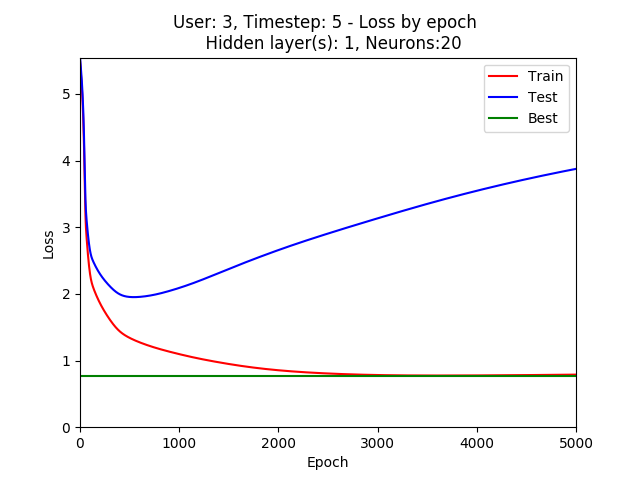 User: 3, Timestep: 5 - Loss by epoch
Hidden layer(s): 1, Neurons:20
Train
Test
Best
Loss
5
4
3
2
1
0
0 1000 2000 3000 4000 5000
Epoch